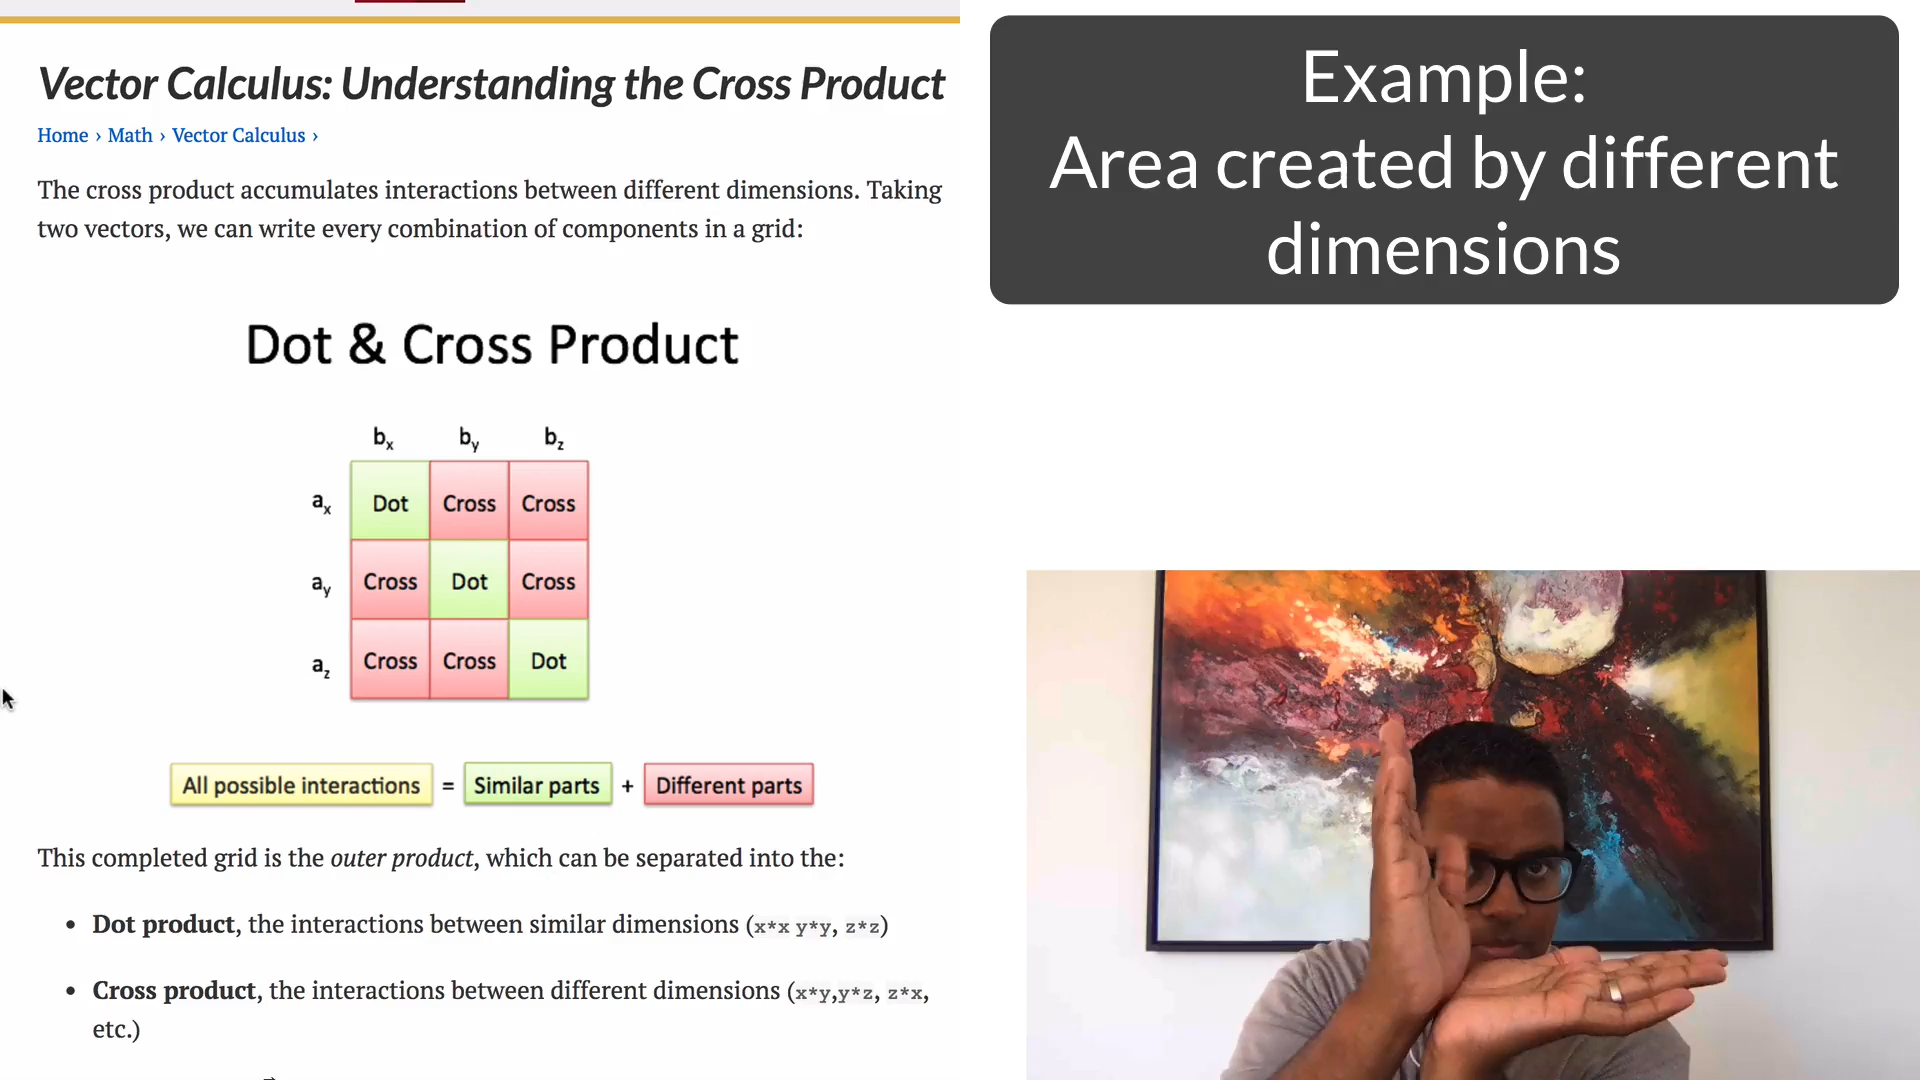 Vector Calculus: Understanding the Cross Product
Home › Math › Vector Calculus ›
The cross product accumulates interactions between different dimensions. Taking
two vectors, we can write every combination of components in a grid:
Dot & Cross Product
bx by bz
ax Dot Cross Cross
ay Cross Dot Cross
az Cross Cross Dot
All possible interactions = Similar parts + Different parts
This completed grid is the outer product, which can be separated into the:
• Dot product, the interactions between similar dimensions (x*x y*y, z*z)
• Cross product, the interactions between different dimensions (x*y,y*z, z*x,
etc.)
Example:
Area created by different
dimensions